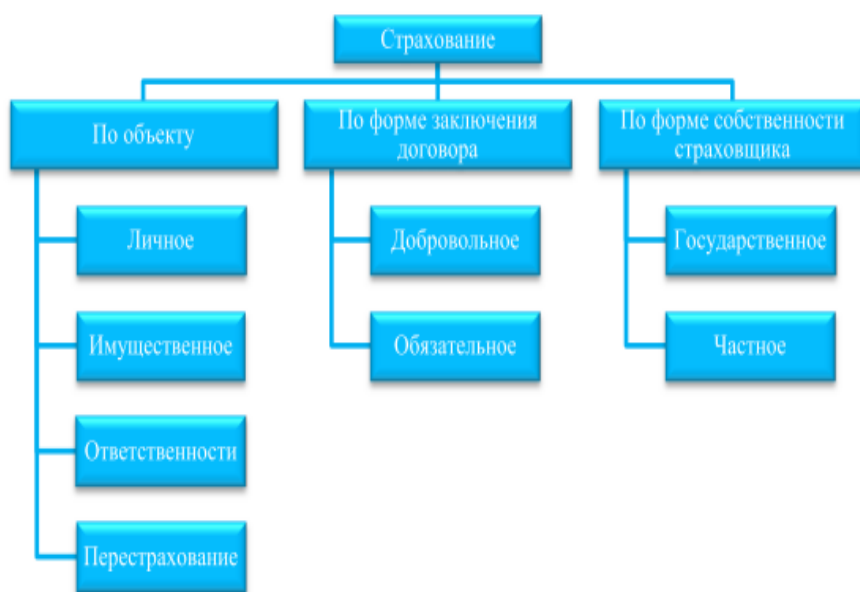 Страхование
По объекту
Личное
Имущественное
Ответственности
Перестрахование
По форме заключения
договора
Добровольное
Обязательное
По форме собственности
страховщика
Государственное
Частное